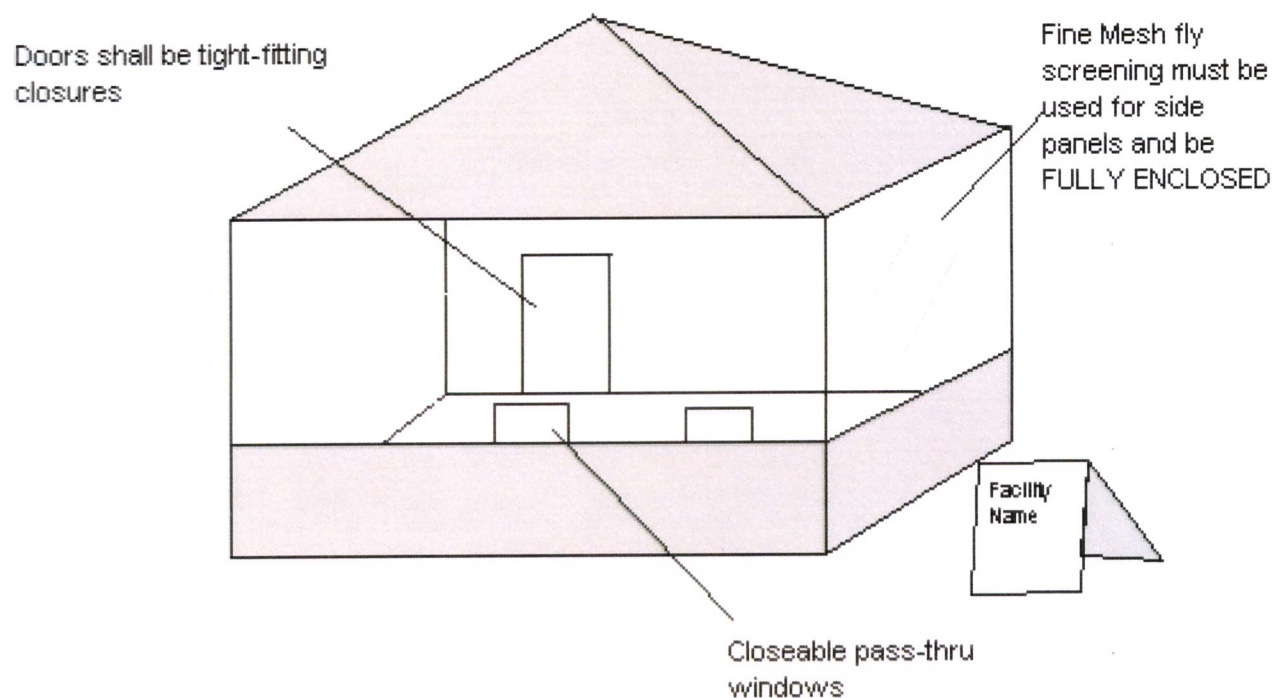 Doors shall be tight-fitting
closures
Fine Mesh fly
screening must be
used for side
panels and be
FULLY ENCLOSED
Facility
Name
Closeable pass-thru
windows